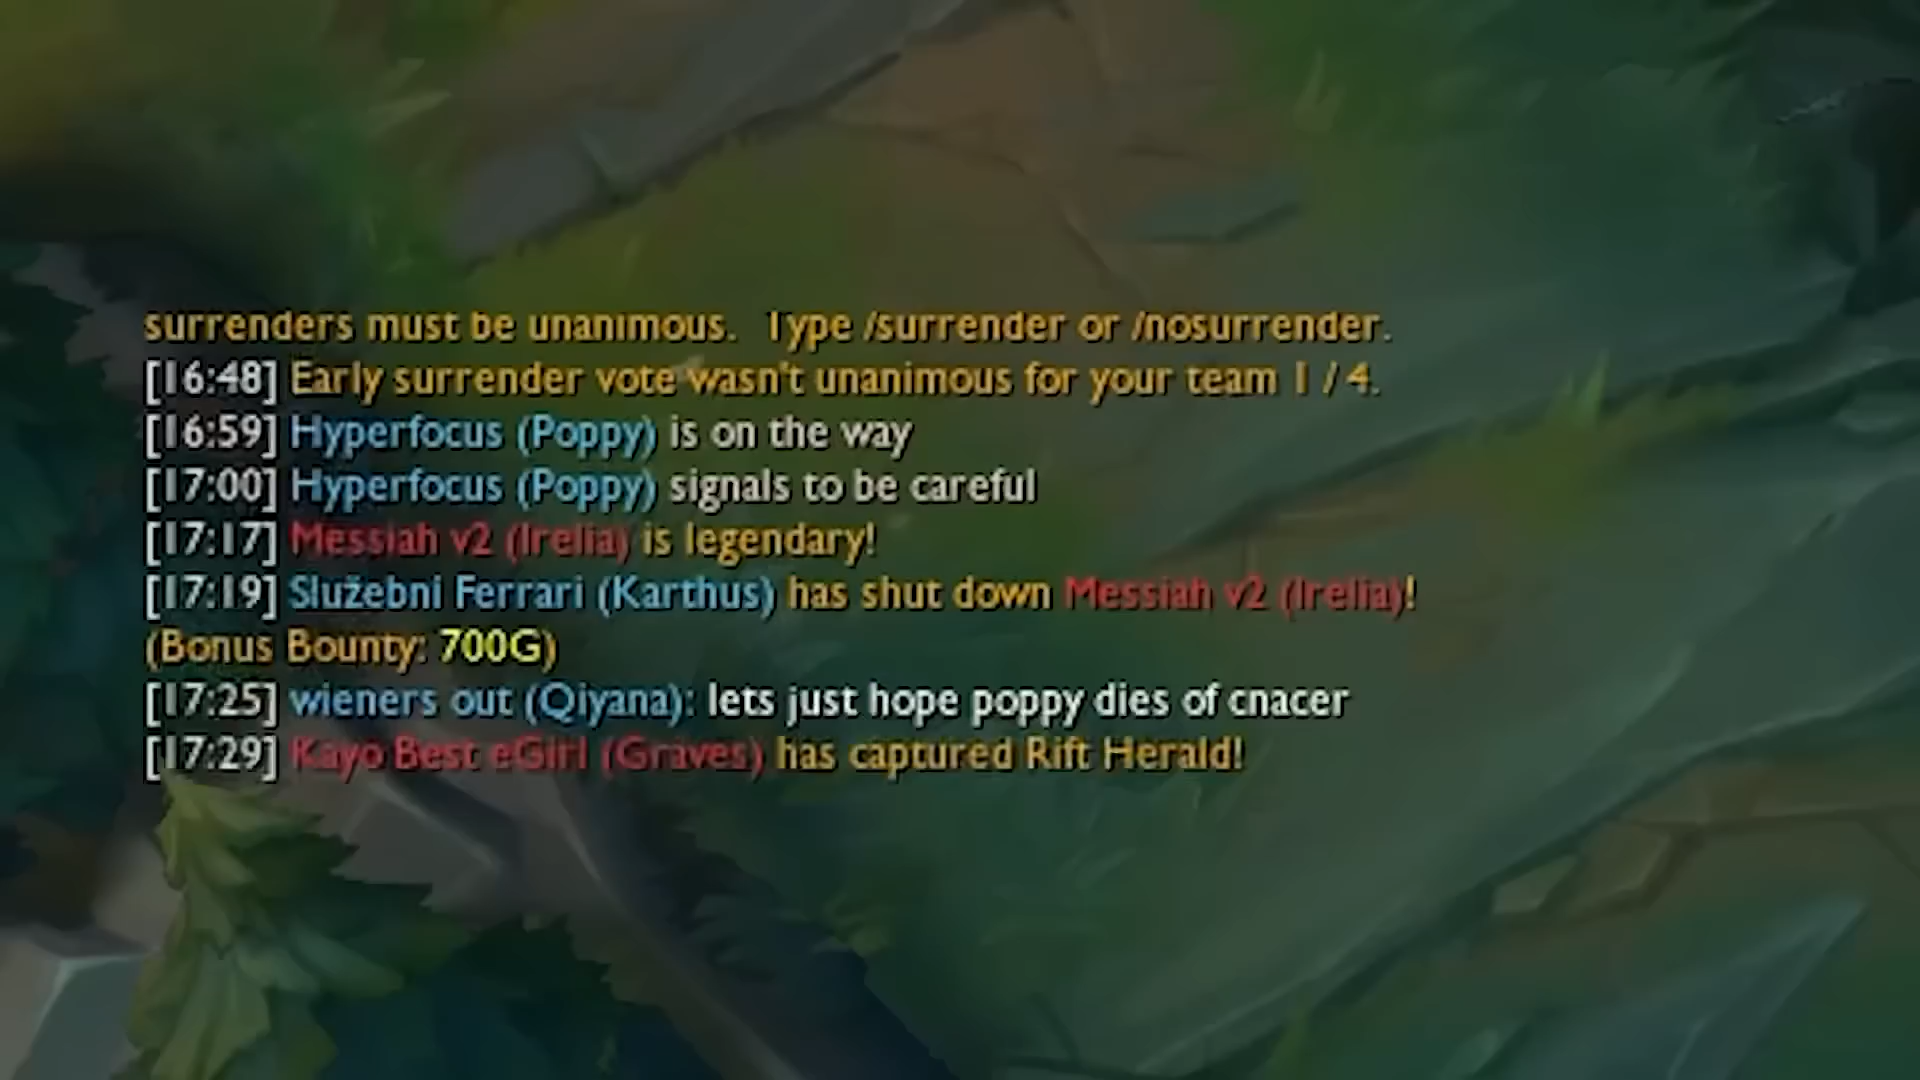 surrenders must be unanimous. Type /surrender or /nosurrender.
[16:48] Early surrender vote wasn't unanimous for your team 1 / 4.
[16:59] Hyperfocus (Poppy) is on the way
[17:00] Hyperfocus (Poppy) signals to be careful
[17:17] Messiah v2 (Irelia) is legendary!
[17:19] Služebni Ferrari (Karthus) has shut down Messiah v2 (Irelia)!
(Bonus Bounty: 700G)
[17:25] wieners out (Qiyana): lets just hope poppy dies of cnacer
[17:29] Kayo Best eGirl (Graves) has captured Rift Herald!